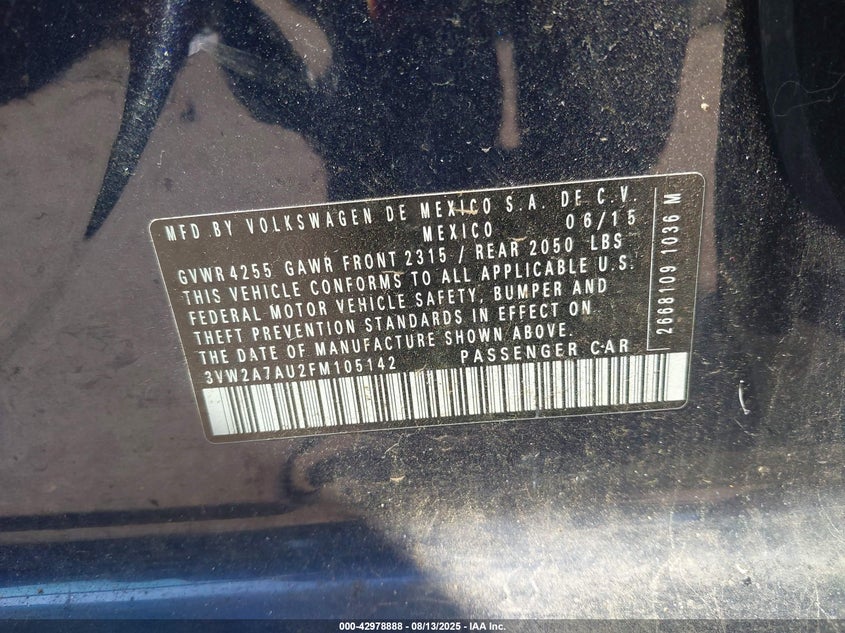 MFD BY VOLKSWAGEN DE MEXICO S.A. DE C.V.
MEXICO 06/15
GVWR 4255 GAWR FRONT 2315 / REAR 2050 LBS
THIS VEHICLE CONFORMS TO ALL APPLICABLE U.S.
FEDERAL MOTOR VEHICLE SAFETY, BUMPER AND
THEFT PREVENTION STANDARDS IN EFFECT ON
THE DATE OF MANUFACTURE SHOWN ABOVE.
3VW2A7AU2FM105142 PASSENGER CAR
2668109 1036 M
000-42978888 - 08/13/2025 - IAA Inc.